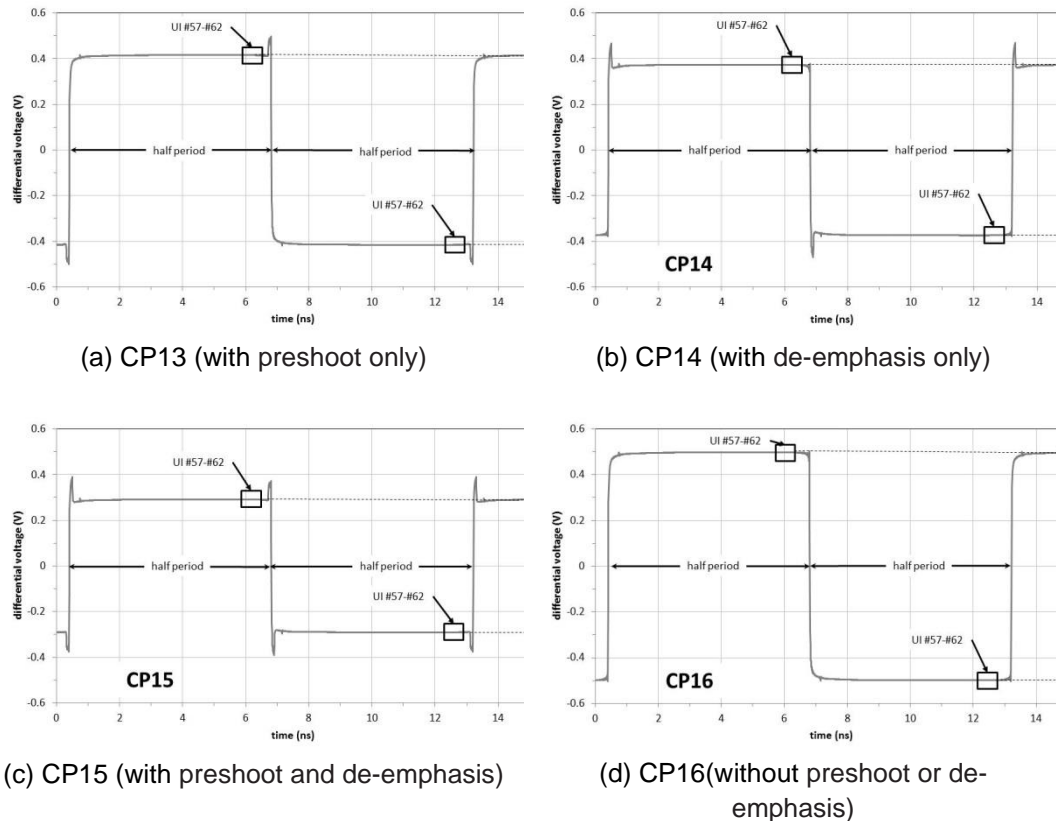 0.6
0.4
0.2
0
-0.2
-0.4
-0.6
differential voltage (V)
UI #57-#62
half period
half period
UI #57-#62
0
2
4
6
8
10
12
14
time (ns)
(a) CP13 (with preshoot only)
0.6
0.4
0.2
0
-0.2
-0.4
-0.6
differential voltage (V)
UI #57-#62
half period
half period
UI #57-#62
CP14
0
2
4
6
8
10
12
14
time (ns)
(b) CP14 (with de-emphasis only)
0.6
0.4
0.2
0
-0.2
-0.4
-0.6
differential voltage (V)
UI #57-#62
half period
half period
UI #57-#62
CP15
0
2
4
6
8
10
12
14
time (ns)
(c) CP15 (with preshoot and de-emphasis)
0.6
0.4
0.2
0
-0.2
-0.4
-0.6
differential voltage (V)
UI #57-#62
half period
half period
UI #57-#62
CP16
0
2
4
6
8
10
12
14
time (ns)
(d) CP16(without preshoot or de-
emphasis)